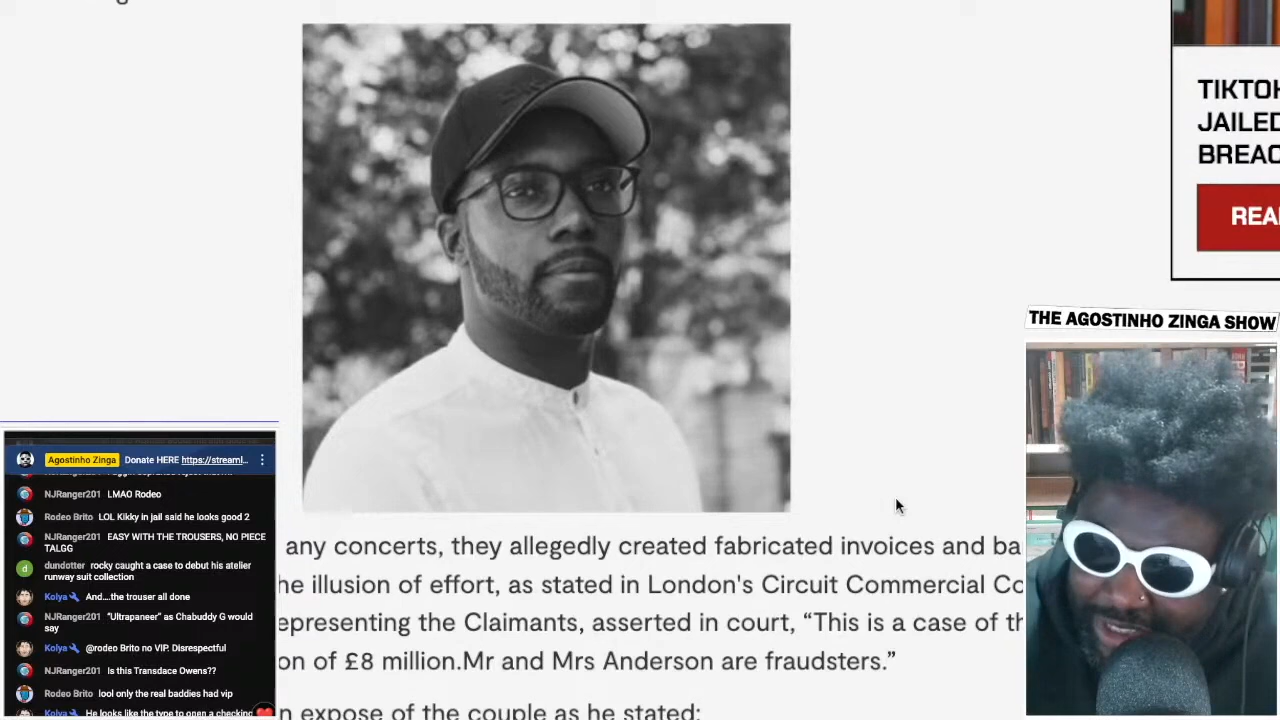 TIKTOK
JAILED
BREAC
REA
THE AGOSTINHO ZINGA SHOW
Agostinho Zinga Donate HERE https://streaml...
NJRanger201 LMAO Rodeo
Rodeo Brito LOL Kikky in jail said he looks good 2
NJRanger201 EASY WITH THE TROUSERS, NO PIECE
TALGG
d
dundotter rocky caught a case to debut his atelier
runway suit collection
Kolya And....the trouser all done
NJRanger201 "Ultrapaneer" as Chabuddy G would
say
Kolya @rodeo Brito no VIP. Disrespectful
NJRanger201 Is this Transdace Owens??
Rodeo Brito lool only the real baddies had vip
Kolya He looks like the type to open a checking
any concerts, they allegedly created fabricated invoices and ba
he illusion of effort, as stated in London's Circuit Commercial Co
epresenting the Claimants, asserted in court, “This is a case of th
on of £8 million.Mr and Mrs Anderson are fraudsters.”
n expose of the couple as he stated: